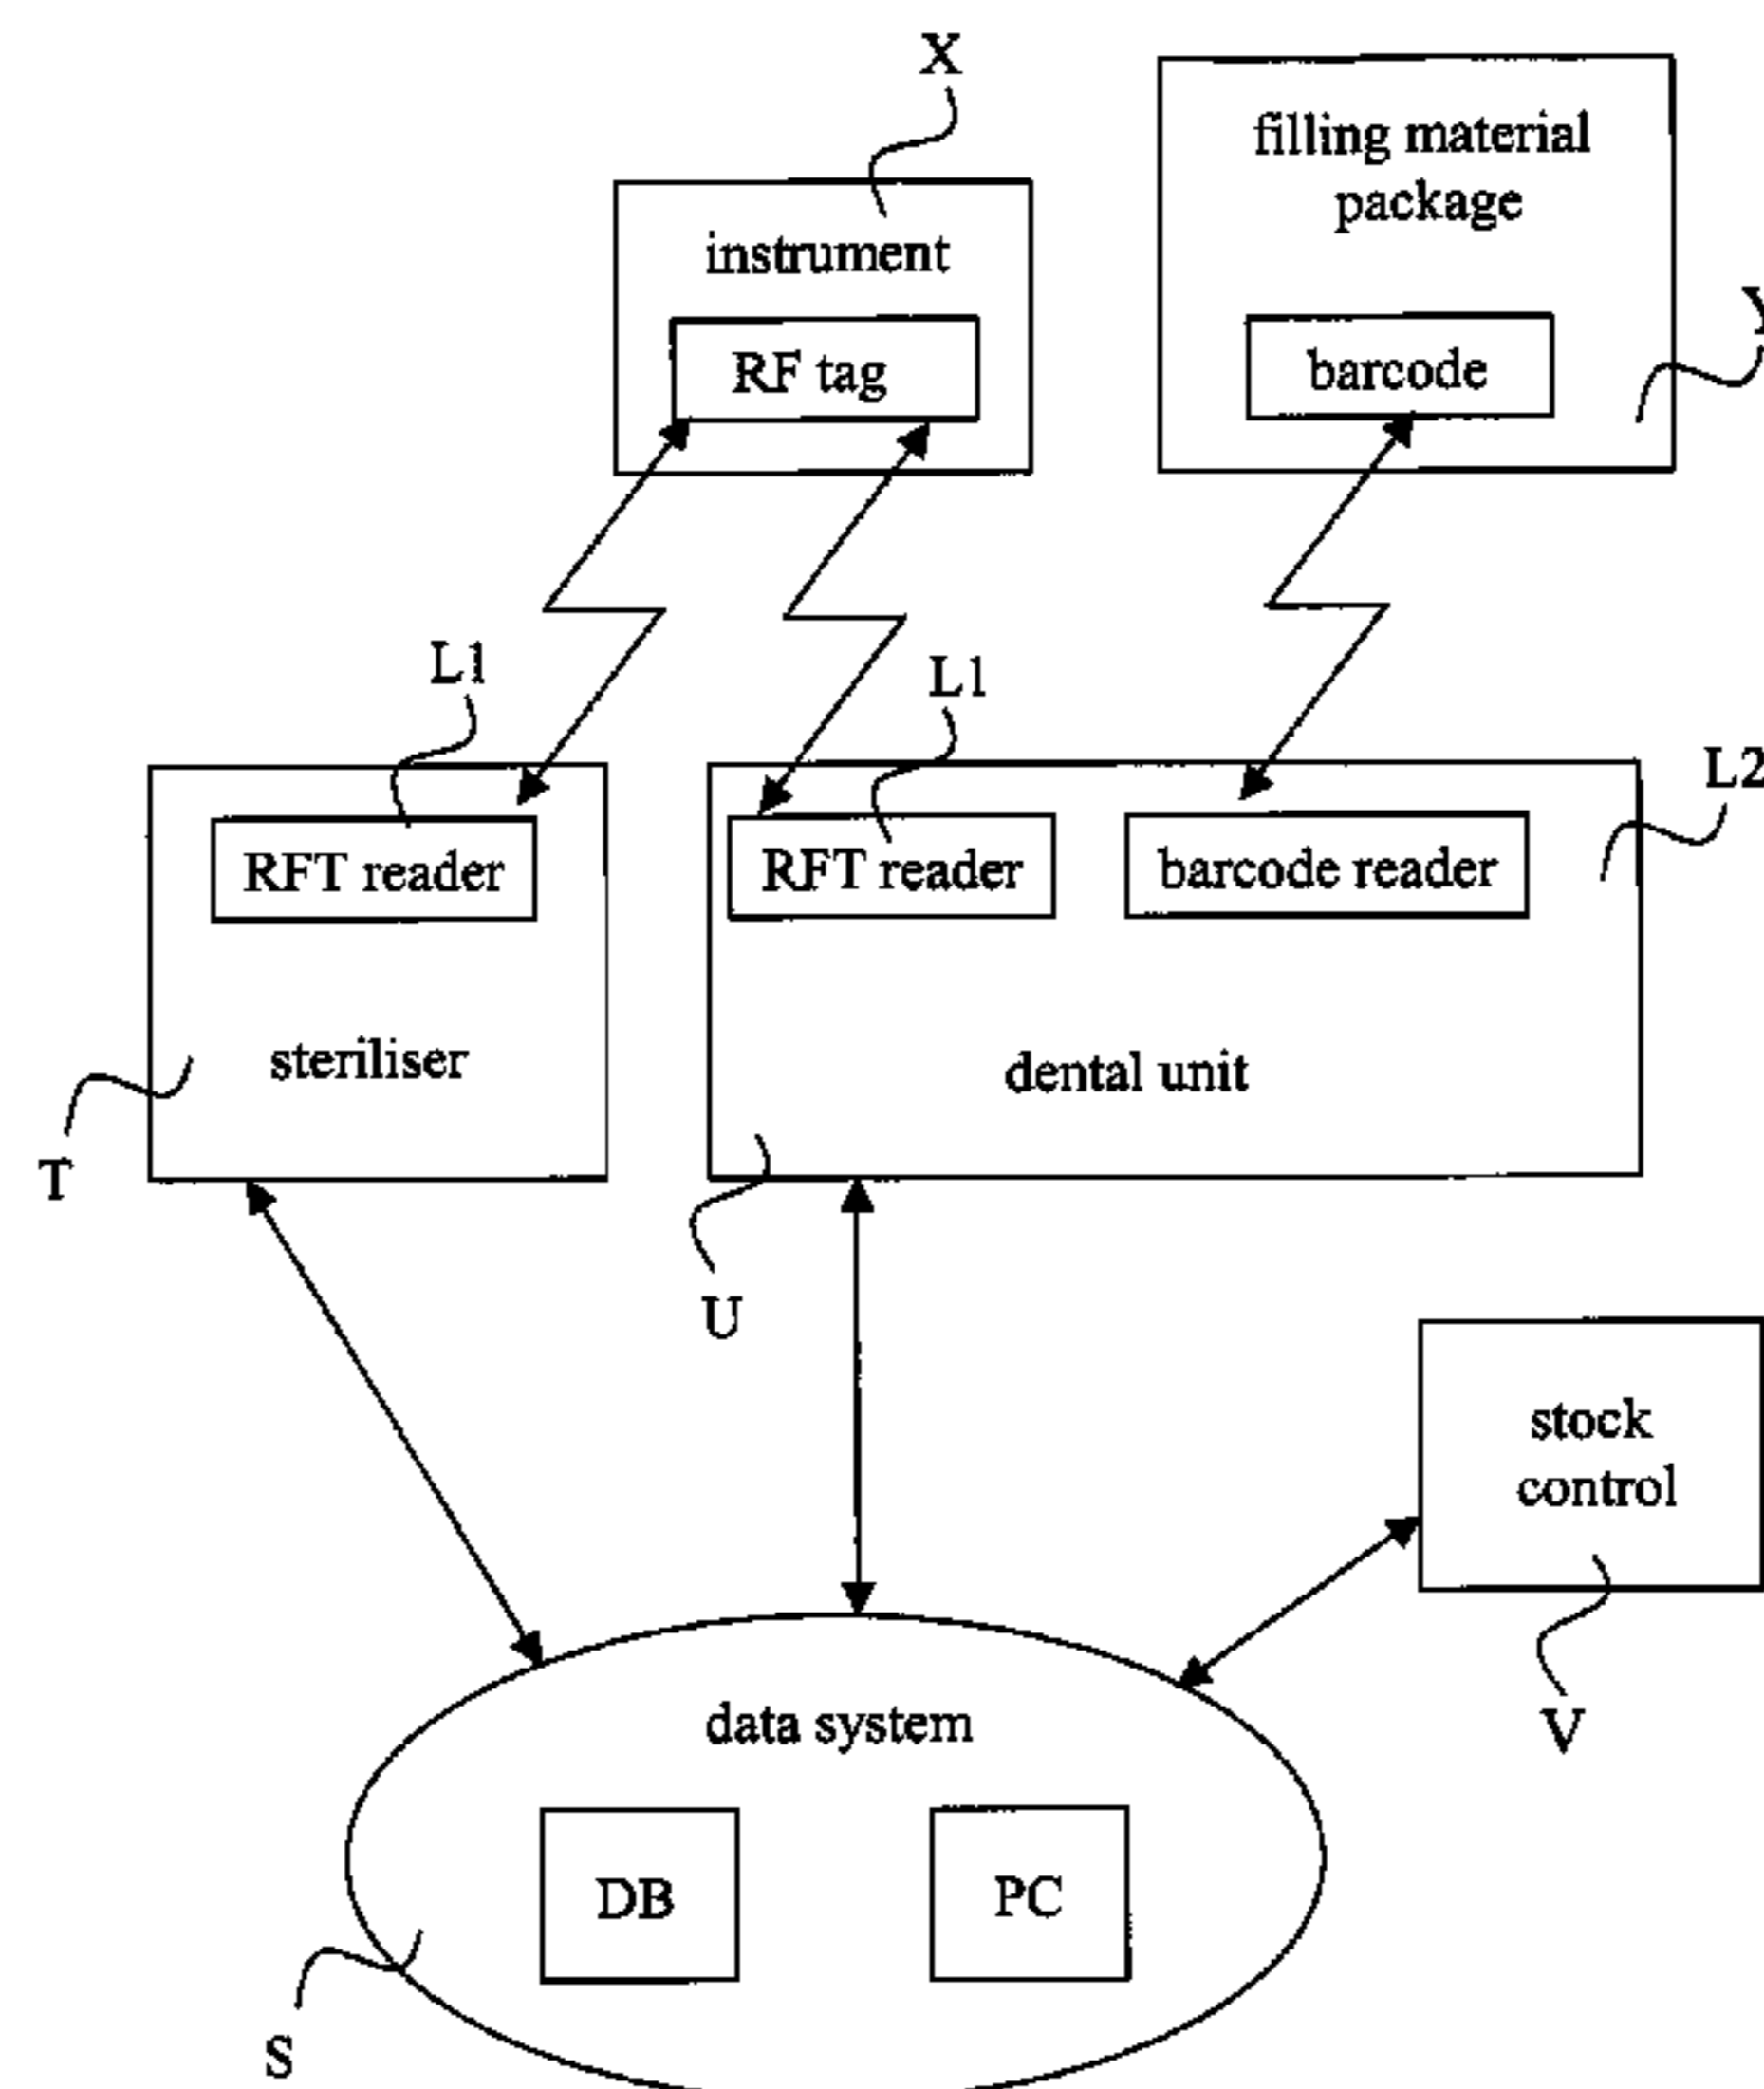 X
filling material
package
instrument
Y
RF tag
barcode
L1
L1
L2
RFT reader
RFT reader
barcode reader
steriliser
dental unit
T
U
stock
control
data system
V
DB
PC
S